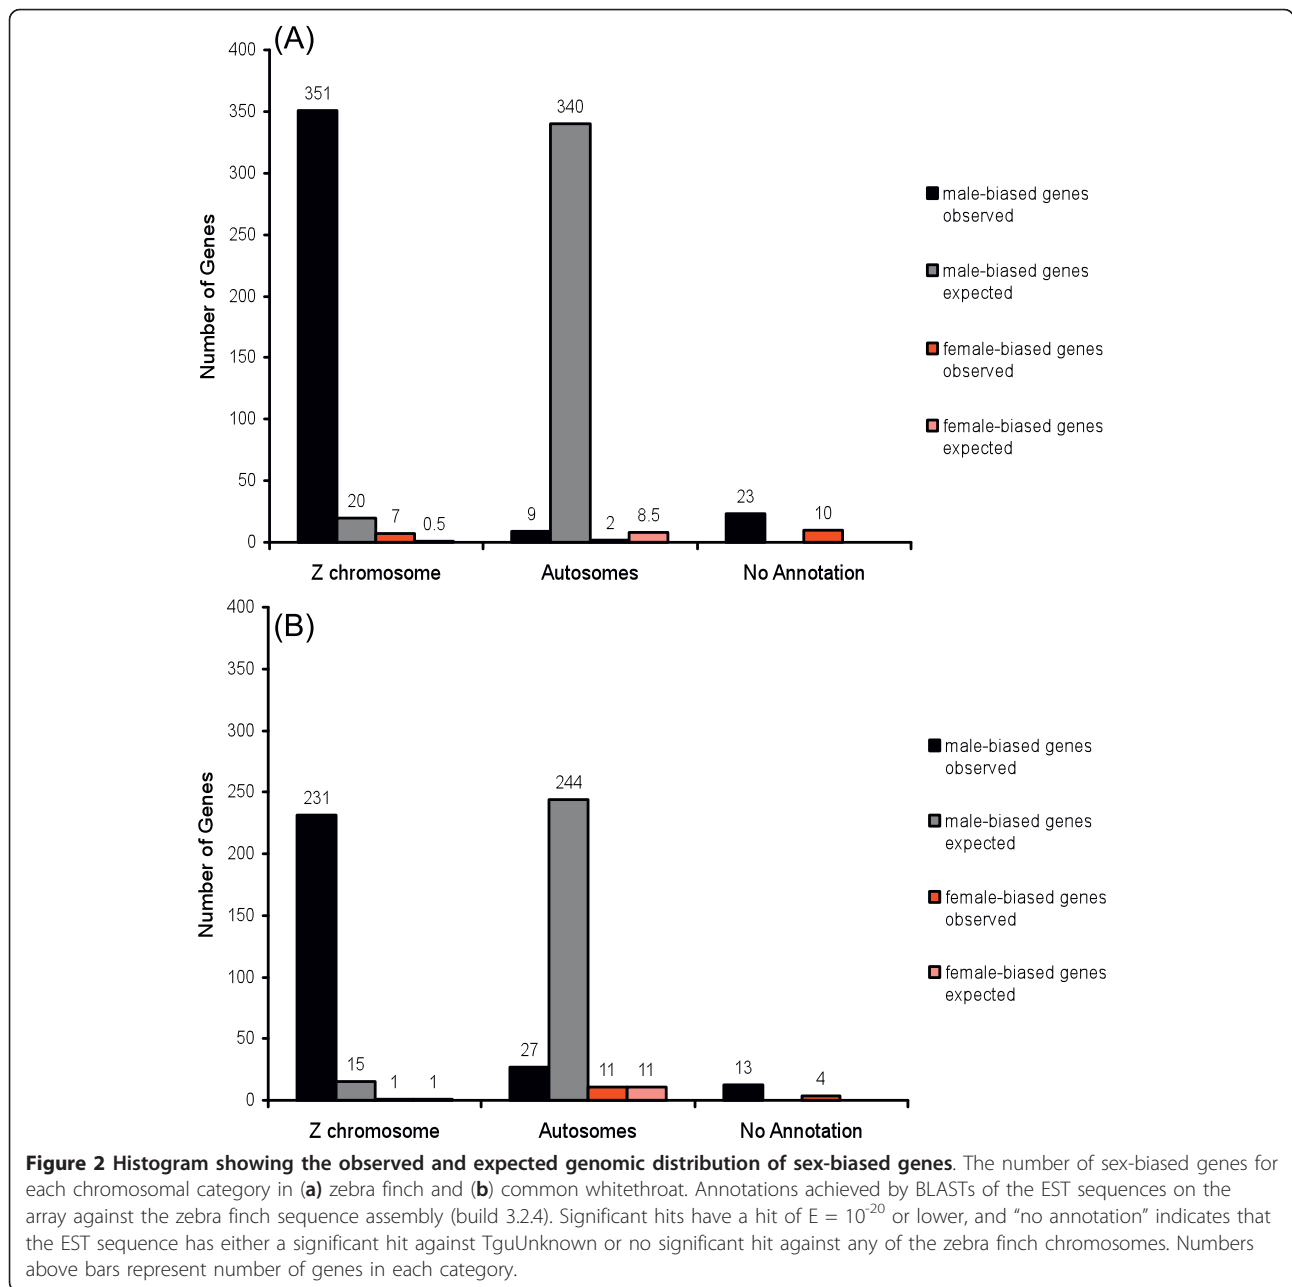 (A)
400
350
300
250
200
150
100
50
0
Number of Genes
351
20
7
0.5
9
340
2
8.5
23
10
Z chromosome
Autosomes
No Annotation
male-biased genes
observed
male-biased genes
expected
female-biased genes
observed
female-biased genes
expected
(B)
400
350
300
250
200
150
100
50
0
Number of Genes
231
15
1
1
27
244
11
11
13
4
Z chromosome
Autosomes
No Annotation
male-biased genes
observed
male-biased genes
expected
female-biased genes
observed
female-biased genes
expected
Figure 2 Histogram showing the observed and expected genomic distribution of sex-biased genes. The number of sex-biased genes for
each chromosomal category in (a) zebra finch and (b) common whitethroat. Annotations achieved by BLASTs of the EST sequences on the
array against the zebra finch sequence assembly (build 3.2.4). Significant hits have a hit of E = 10⁻²⁰ or lower, and “no annotation” indicates that
the EST sequence has either a significant hit against TguUnknown or no significant hit against any of the zebra finch chromosomes. Numbers
above bars represent number of genes in each category.